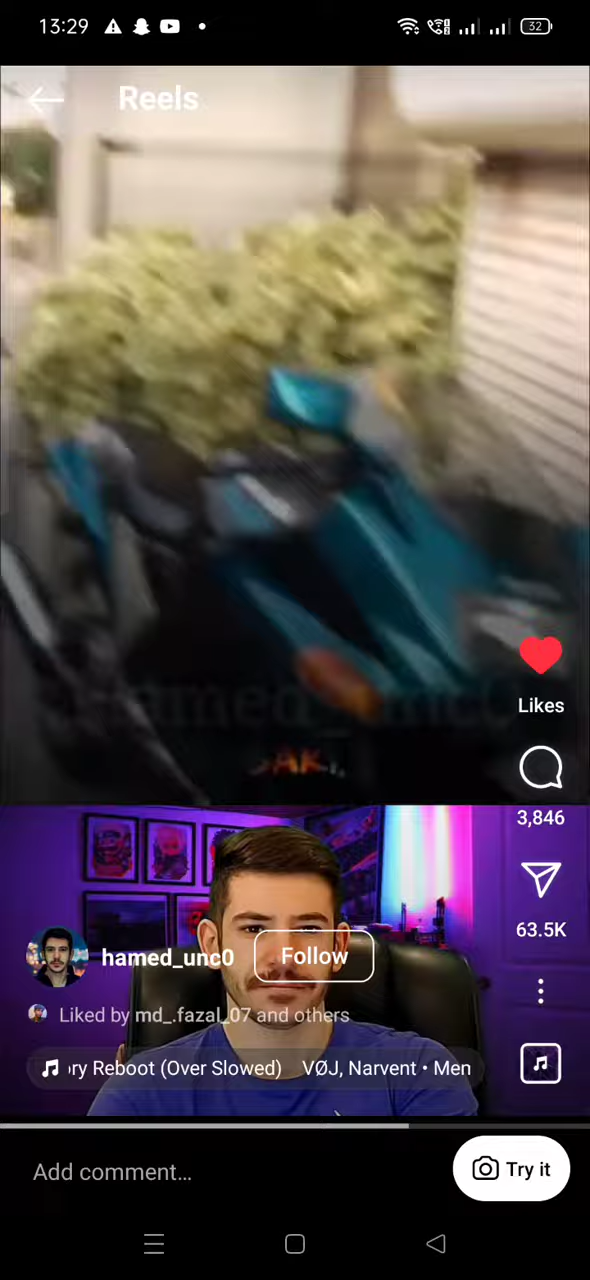 13:29
32
Reels
Likes
3,846
63.5K
hamed_unc0
Follow
Liked by md_.fazal_07 and others
ry Reboot (Over Slowed) VØJ, Narvent • Men
Add comment...
Try it